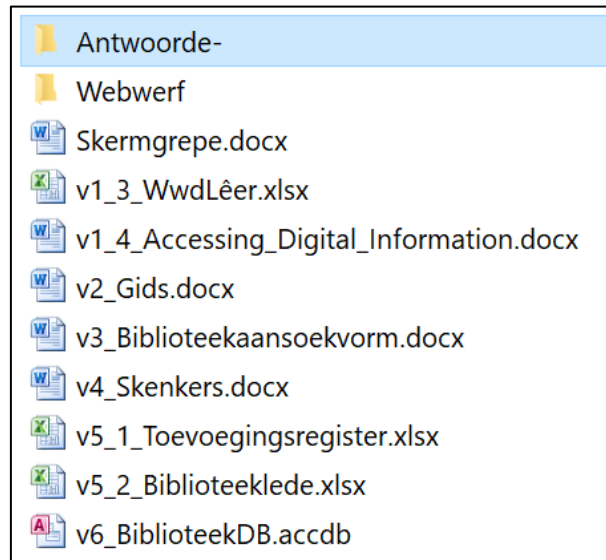 Antwoorde-
Webwerf
Skermgrepe.docx
v1_3_WwdLêer.xlsx
v1_4_Accessing_Digital_Information.docx
v2_Gids.docx
v3_Biblioteekaansoekvorm.docx
v4_Skenkers.docx
v5_1_Toevoegingsregister.xlsx
v5_2_Biblioteeklede.xlsx
v6_BiblioteekDB.accdb